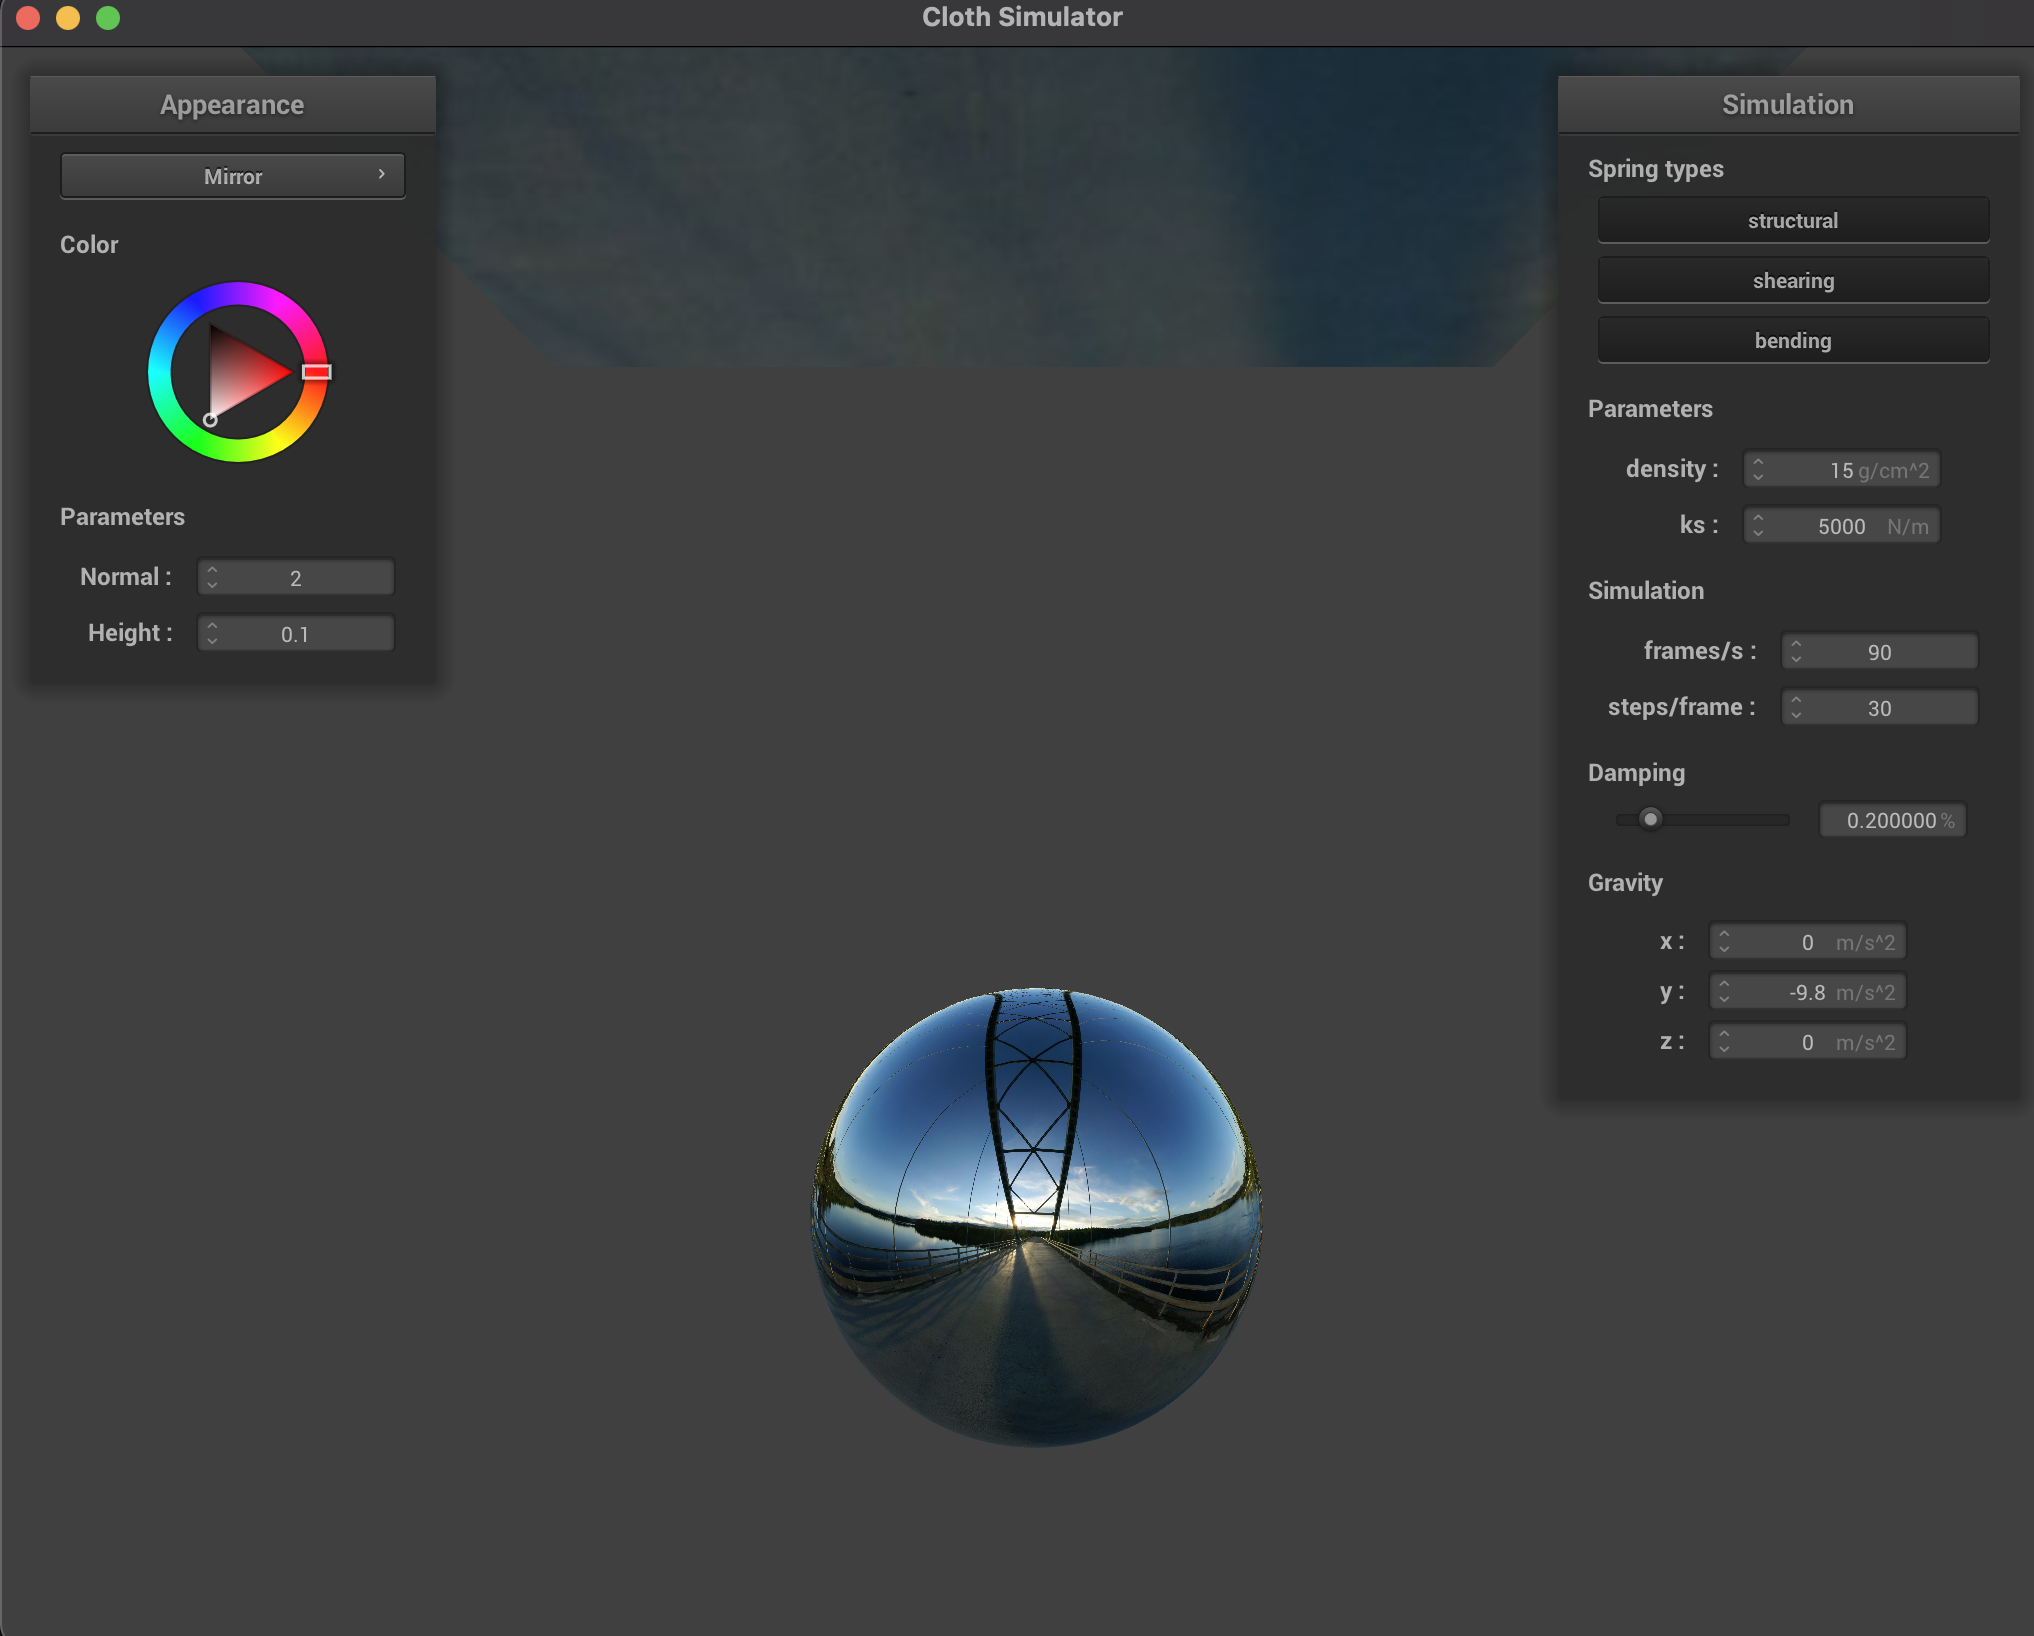 Cloth Simulator
Appearance
Mirror
Color
Parameters
Normal : 2
Height : 0.1
Simulation
Spring types
structural
shearing
bending
Parameters
density : 15 g/cm^2
ks : 5000 N/m
Simulation
frames/s : 90
steps/frame : 30
Damping
0.200000 %
Gravity
x : 0 m/s^2
y : -9.8 m/s^2
z : 0 m/s^2